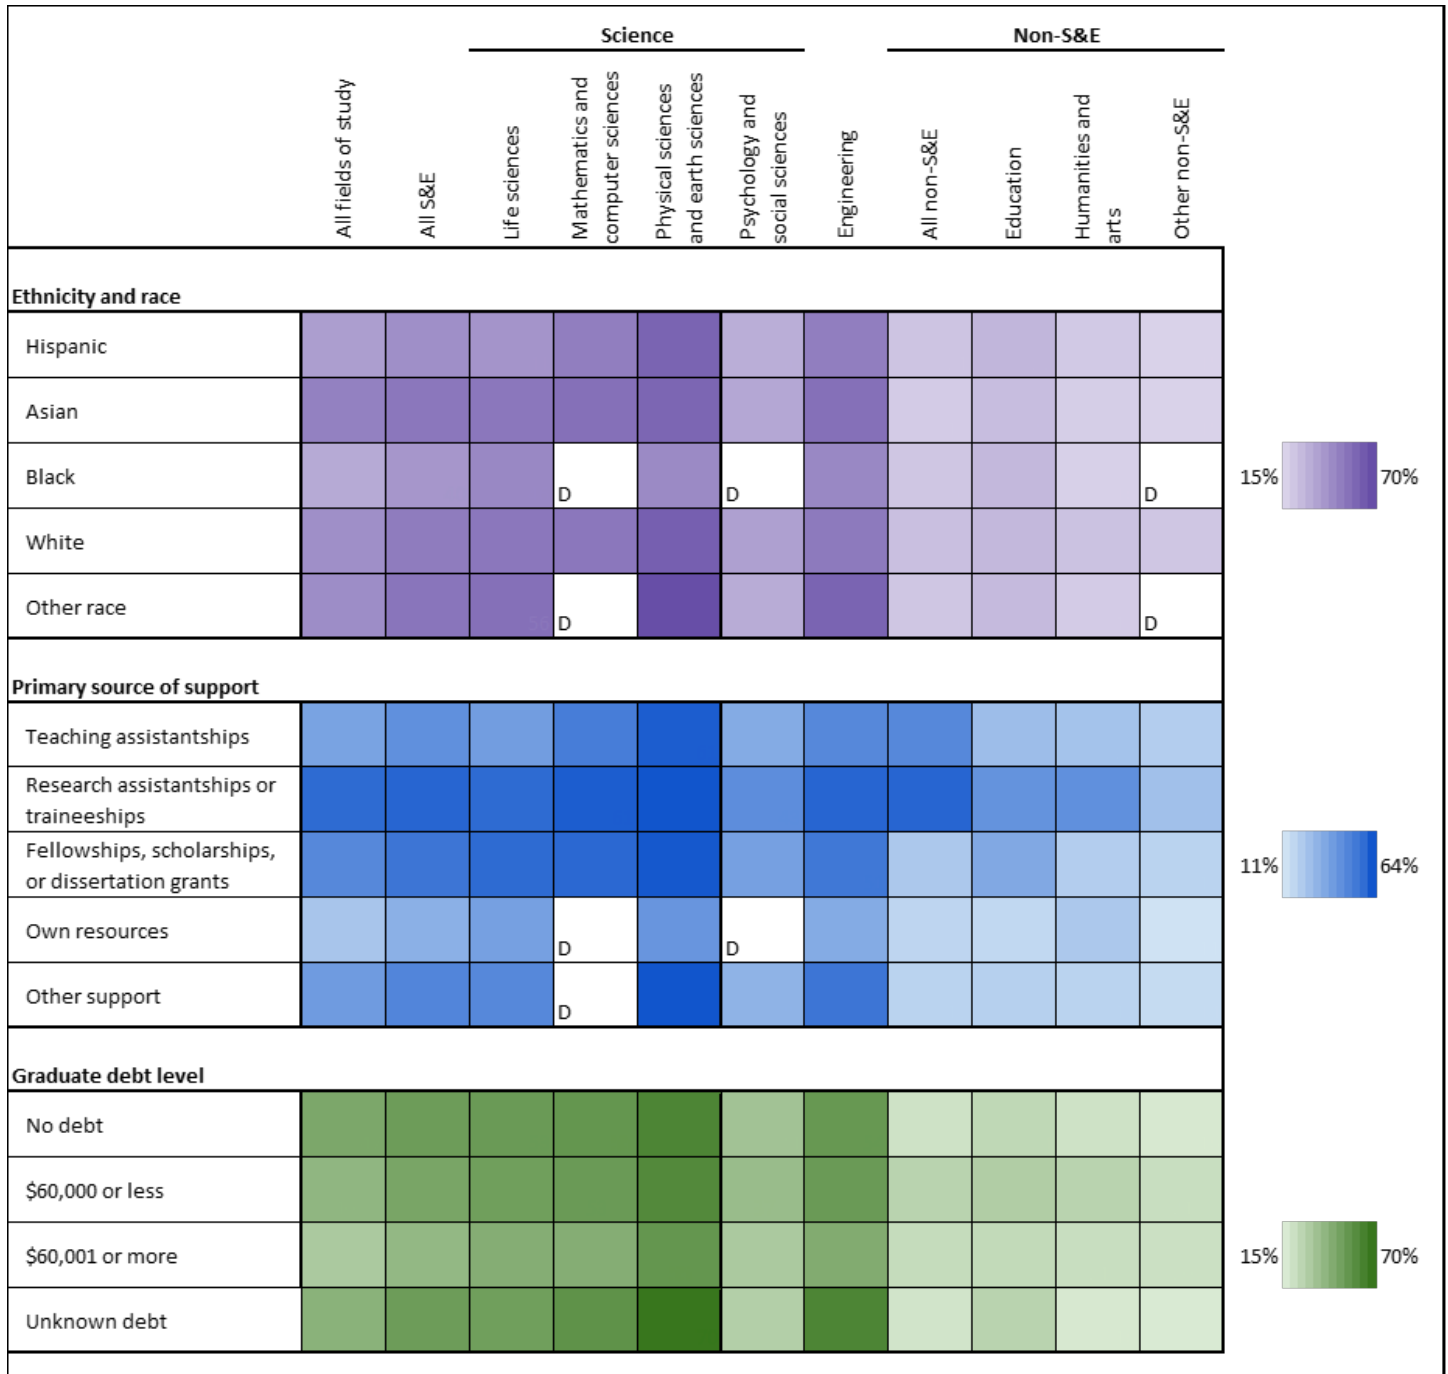 Science
Non-S&E
All fields of study
All S&E
Life sciences
Mathematics and
computer sciences
Physical sciences
and earth sciences
Psychology and
social sciences
Engineering
All non-S&E
Education
Humanities and
arts
Other non-S&E
Ethnicity and race
Hispanic
Asian
Black
D
D
D
15%
70%
White
Other race
D
D
Primary source of support
Teaching assistantships
Research assistantships or
traineeships
Fellowships, scholarships,
or dissertation grants
11%
64%
Own resources
D
D
Other support
D
Graduate debt level
No debt
$60,000 or less
$60,001 or more
15%
70%
Unknown debt